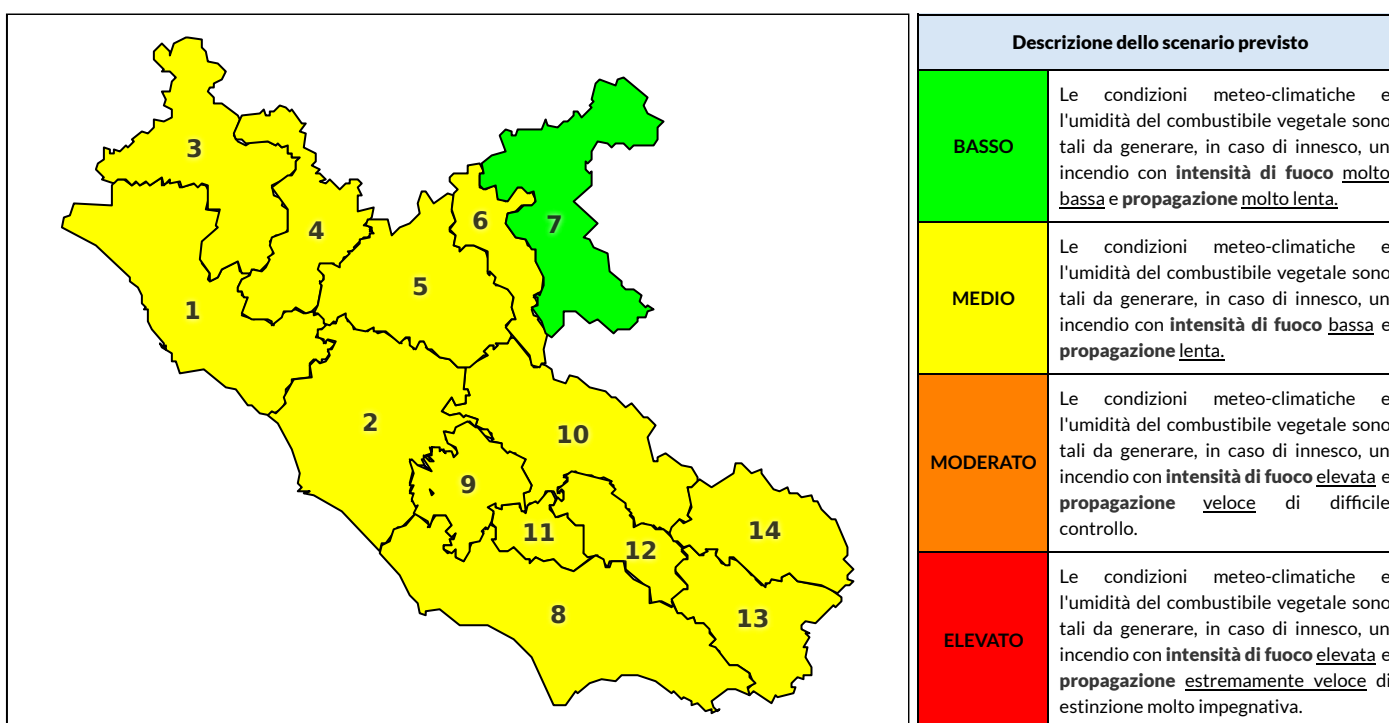 3
4
6
7
5
1
2
10
9
11
12
14
8
13
Descrizione dello scenario previsto
BASSO
Le condizioni meteo-climatiche e
l'umidità del combustibile vegetale sono
tali da generare, in caso di innesco, un
incendio con intensità di fuoco molto
bassa e propagazione molto lenta.
MEDIO
Le condizioni meteo-climatiche e
l'umidità del combustibile vegetale sono
tali da generare, in caso di innesco, un
incendio con intensità di fuoco bassa e
propagazione lenta.
MODERATO
Le condizioni meteo-climatiche e
l'umidità del combustibile vegetale sono
tali da generare, in caso di innesco, un
incendio con intensità di fuoco elevata e
propagazione veloce di difficile
controllo.
ELEVATO
Le condizioni meteo-climatiche e
l'umidità del combustibile vegetale sono
tali da generare, in caso di innesco, un
incendio con intensità di fuoco elevata e
propagazione estremamente veloce di
estinzione molto impegnativa.